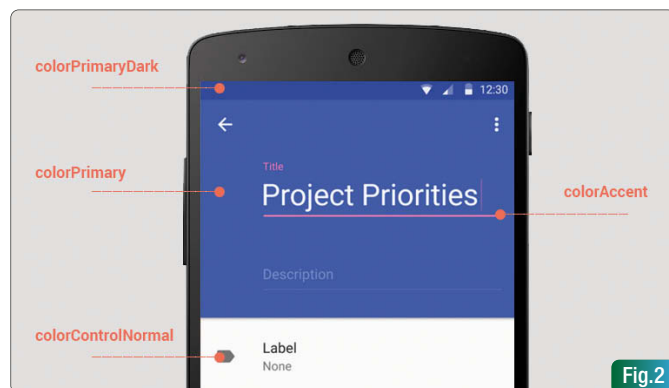 colorPrimaryDark
12:30
colorPrimary
Title
Project Priorities
colorAccent
Description
colorControlNormal
Label
None
Fig.2